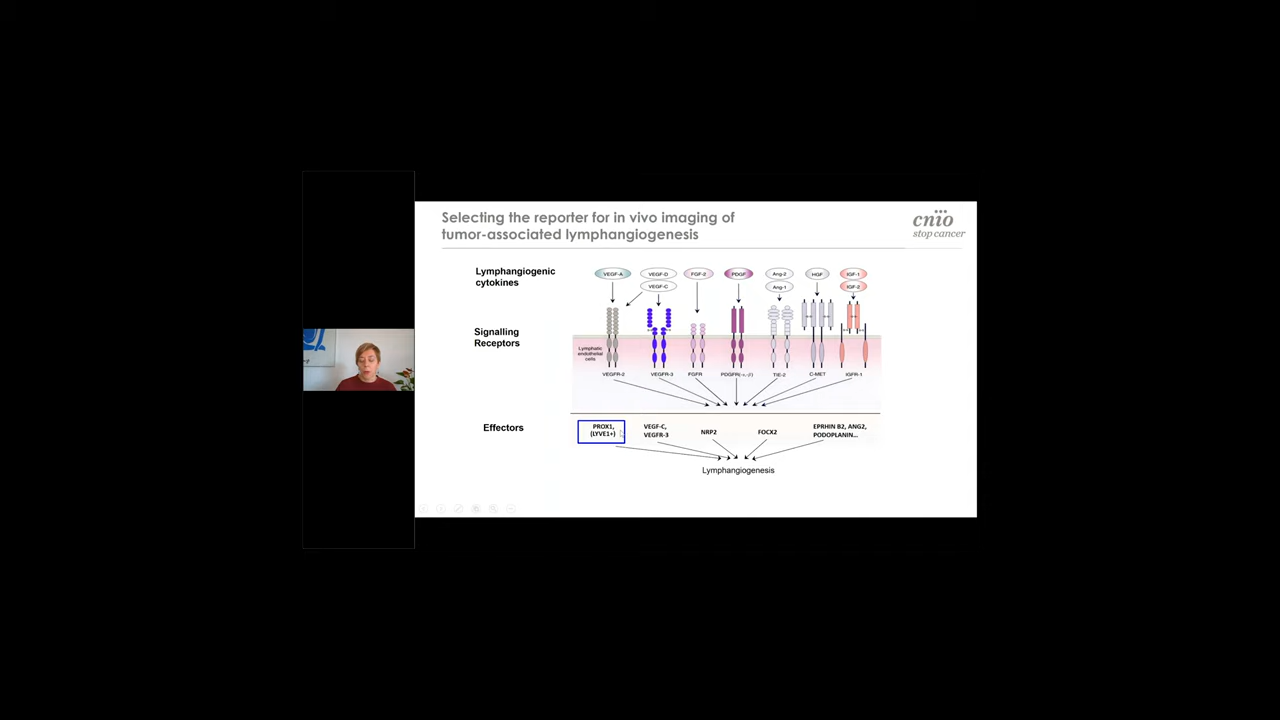 Selecting the reporter for in vivo imaging of
tumor-associated lymphangiogenesis
cnio
stop cancer
Lymphangiogenic
cytokines
VEGF-A
VEGF-D
FGF-2
PDGF
Ang-2
HGF
IGF-1
VEGF-C
Ang-1
IGF-2
Signalling
Receptors
Lymphatic
endothelial
cells
VEGFR-2
VEGFR-3
FGFR
PDGFR(-α,-β)
TIE-2
C-MET
IGFR-1
Effectors
PROX1,
(LYVE1+)
VEGF-C,
VEGFR-3
NRP2
FOCX2
EPRHIN B2, ANG2,
PODOPLANIN...
Lymphangiogenesis